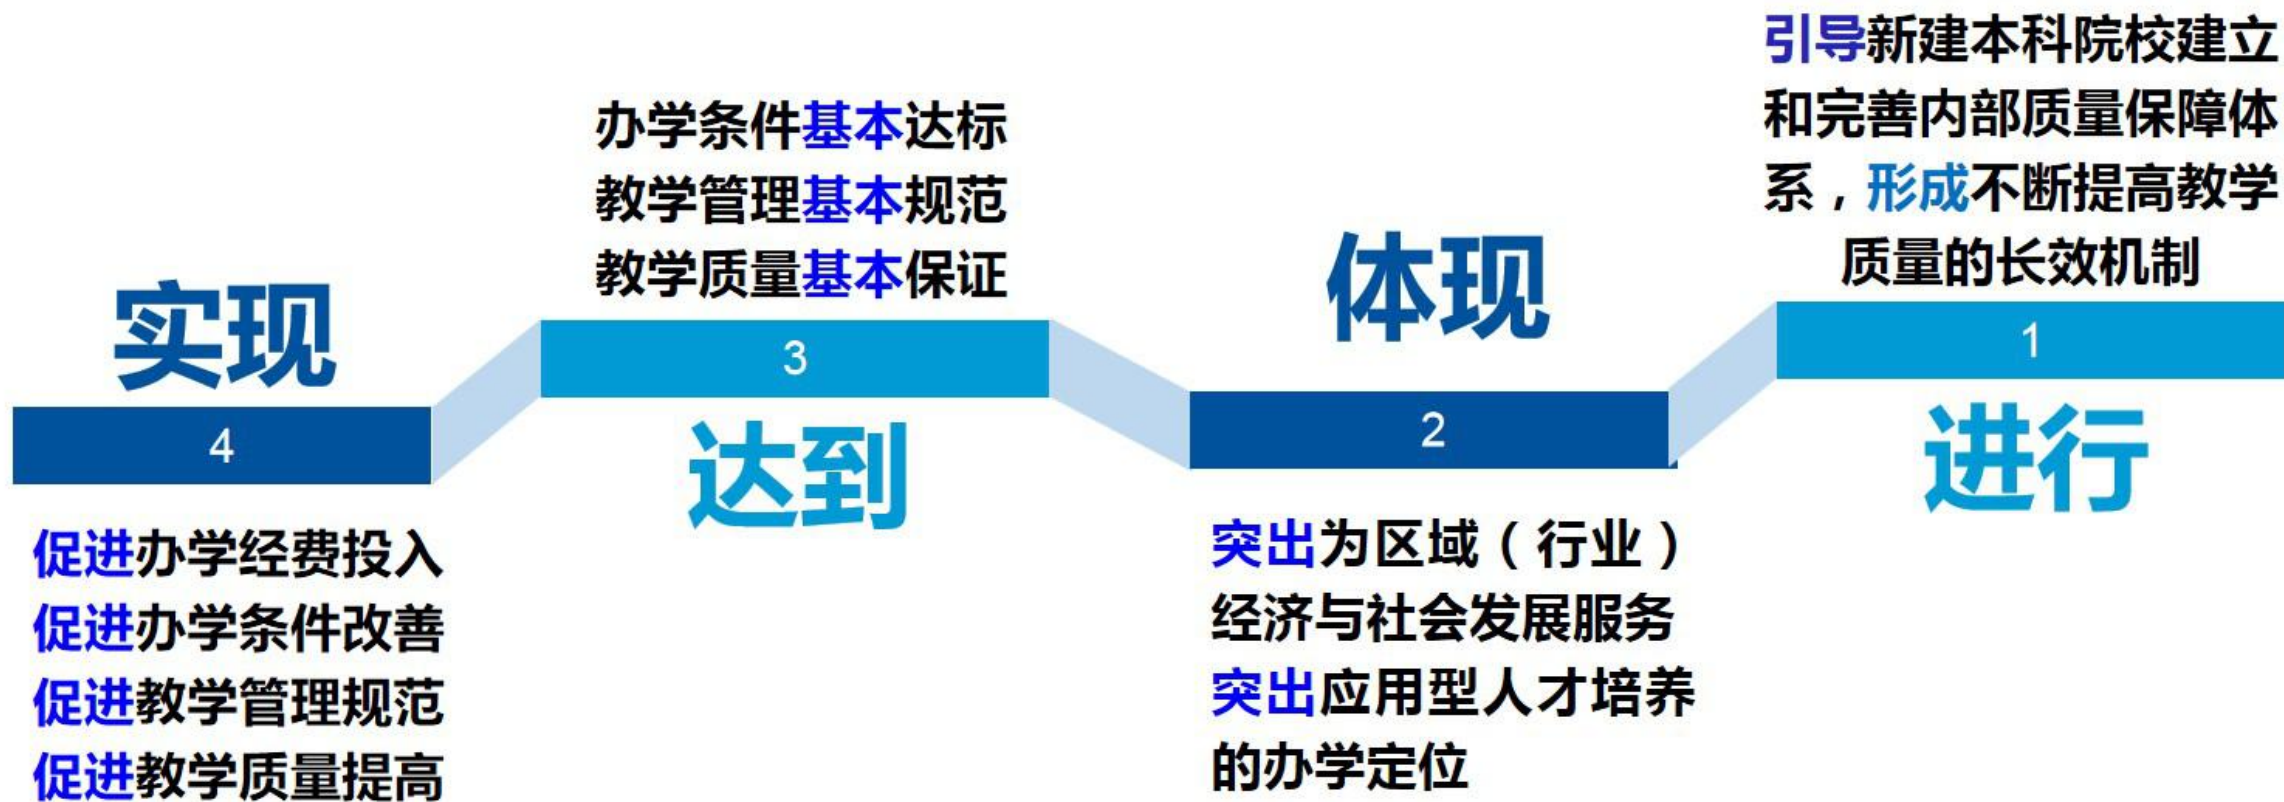 实现
4
促进办学经费投入
促进办学条件改善
促进教学管理规范
促进教学质量提高
办学条件基本达标
教学管理基本规范
教学质量基本保证
3
达到
体现
2
突出为区域（行业）
经济与社会发展服务
突出应用型人才培养
的办学定位
引导新建本科院校建立
和完善内部质量保障体
系，形成不断提高教学
质量的长效机制
1
进行